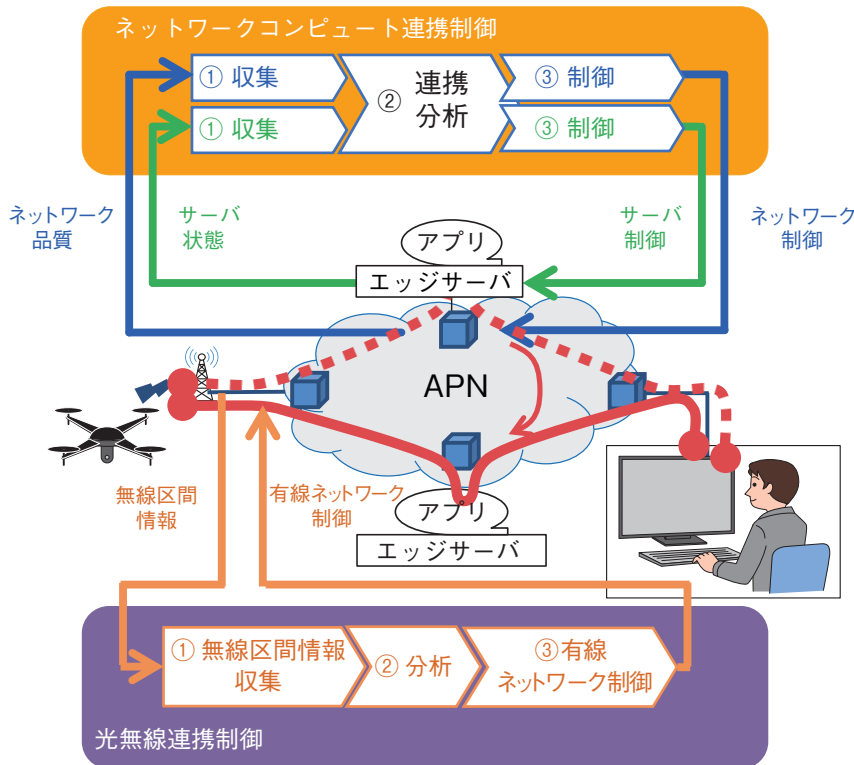 ネットワークコンピュート連携制御
① 収集
② 連携
分析
③ 制御
① 収集
③ 制御
ネットワーク
品質
サーバ
状態
サーバ
制御
ネットワーク
制御
アプリ
エッジサーバ
APN
無線区間
情報
有線ネットワーク
制御
アプリ
エッジサーバ
① 無線区間情報
収集
② 分析
③有線
ネットワーク制御
光無線連携制御